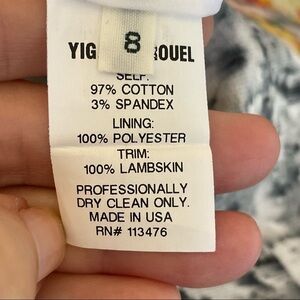 YIG ROUEL
8
SELF:
97% COTTON
3% SPANDEX
LINING:
100% POLYESTER
TRIM:
100% LAMBSKIN
PROFESSIONALLY
DRY CLEAN ONLY.
MADE IN USA
RN# 113476